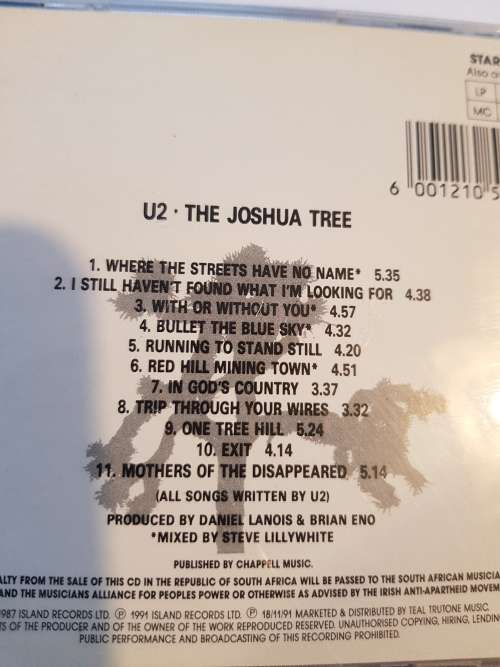 STAR
Also
LP
MC
6 001210 5
U2 · THE JOSHUA TREE
1. WHERE THE STREETS HAVE NO NAME* 5.35
2. I STILL HAVEN'T FOUND WHAT I'M LOOKING FOR 4.38
3. WITH OR WITHOUT YOU* 4.57
4. BULLET THE BLUE SKY* 4.32
5. RUNNING TO STAND STILL 4.20
6. RED HILL MINING TOWN* 4.51
7. IN GOD'S COUNTRY 3.37
8. TRIP THROUGH YOUR WIRES 3.32
9. ONE TREE HILL 5.24
10. EXIT 4.14
11. MOTHERS OF THE DISAPPEARED 5.14
(ALL SONGS WRITTEN BY U2)
PRODUCED BY DANIEL LANOIS & BRIAN ENO
*MIXED BY STEVE LILLYWHITE
PUBLISHED BY CHAPPELL MUSIC.
ALTY FROM THE SALE OF THIS CD IN THE REPUBLIC OF SOUTH AFRICA WILL BE PASSED TO THE SOUTH AFRICAN MUSICIA
AND THE MUSICIANS ALLIANCE FOR PEOPLES POWER OR OTHERWISE AS ADVISED BY THE IRISH ANTI-APARTHEID MOVEM
1987 ISLAND RECORDS LTD. ℗ 1991 ISLAND RECORDS LTD. ℗ 18/11/91 MARKETED & DISTRIBUTED BY TEAL TRUTONE MUSIC.
TS OF THE PRODUCER AND OF THE OWNER OF THE WORK REPRODUCED RESERVED. UNAUTHORISED COPYING, HIRING, LENDIN
PUBLIC PERFORMANCE AND BROADCASTING OF THIS RECORDING PROHIBITED.